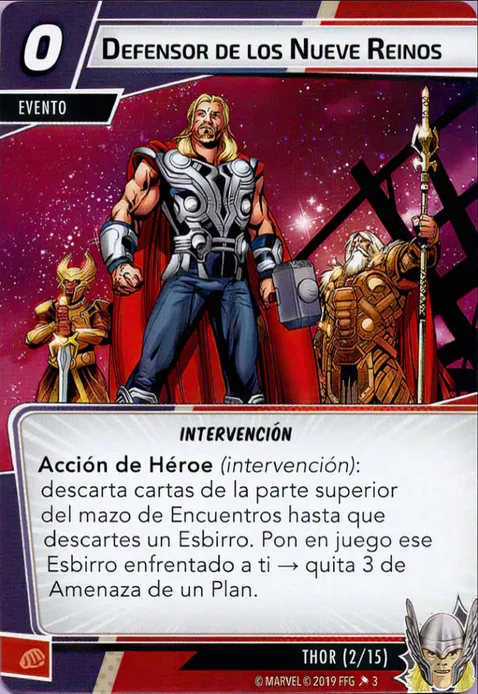 0
DEFENSOR DE LOS NUEVE REINOS
EVENTO
INTERVENCIÓN
Acción de Héroe (intervención):
descarta cartas de la parte superior
del mazo de Encuentros hasta que
descartes un Esbirro. Pon en juego ese
Esbirro enfrentado a ti → quita 3 de
Amenaza de un Plan.
THOR (2/15)
© MARVEL © 2019 FFG 3